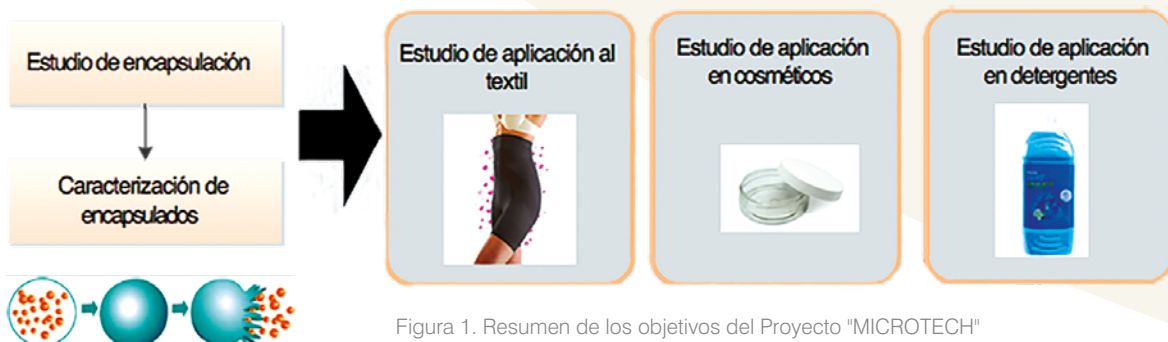 Estudio de encapsulación
Caracterización de
encapsulados
Estudio de aplicación al
textil
Estudio de aplicación
en cosméticos
Estudio de aplicación
en detergentes
Figura 1. Resumen de los objetivos del Proyecto "MICROTECH"